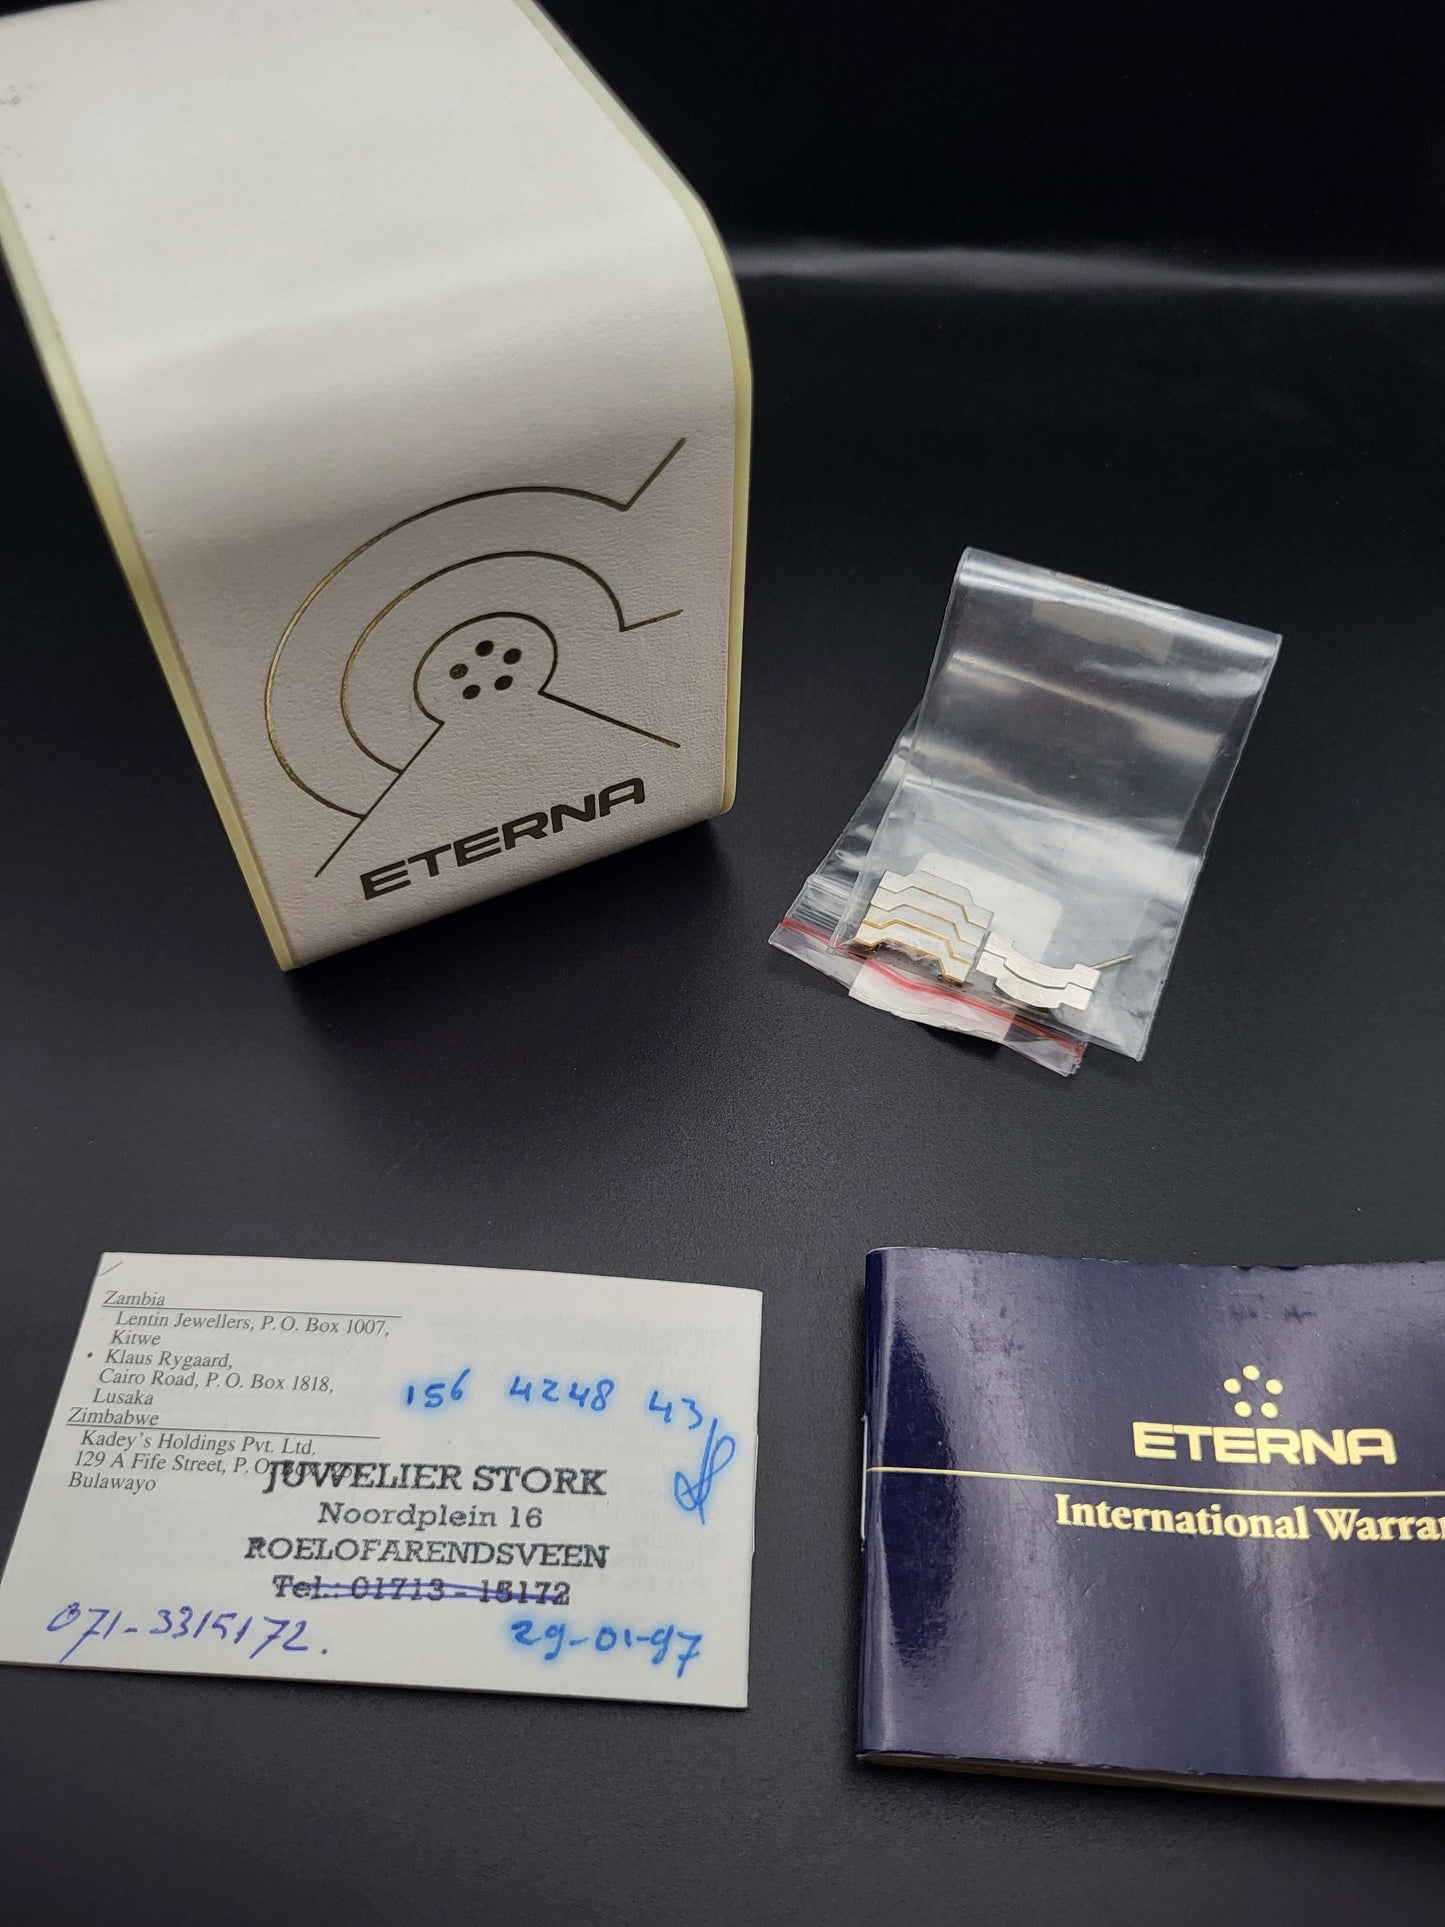 ETERNA
Zambia
Lentin Jewellers, P. O. Box 1007,
Kitwe
• Klaus Rygaard,
Cairo Road, P. O. Box 1818,
Lusaka
Zimbabwe
Kadey's Holdings Pvt. Ltd.
129 A Fife Street, P. O.
Bulawayo
156 4248 43
JUWELIER STORK
Noordplein 16
ROELOFARENDSVEEN
Tel.: 01713 - 15172
071-3315172.
29-01-97
ETERNA
International Warran